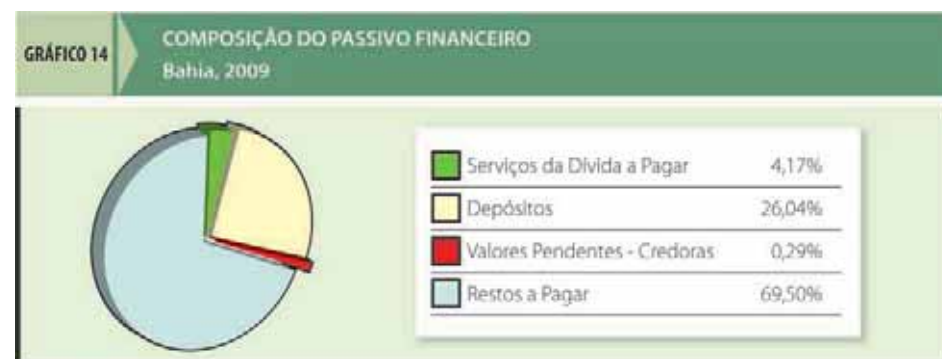 GRÁFICO 14
COMPOSIÇÃO DO PASSIVO FINANCEIRO
Bahia, 2009
Serviços da Dívida a Pagar 4,17%
Depósitos 26,04%
Valores Pendentes - Credoras 0,29%
Restos a Pagar 69,50%